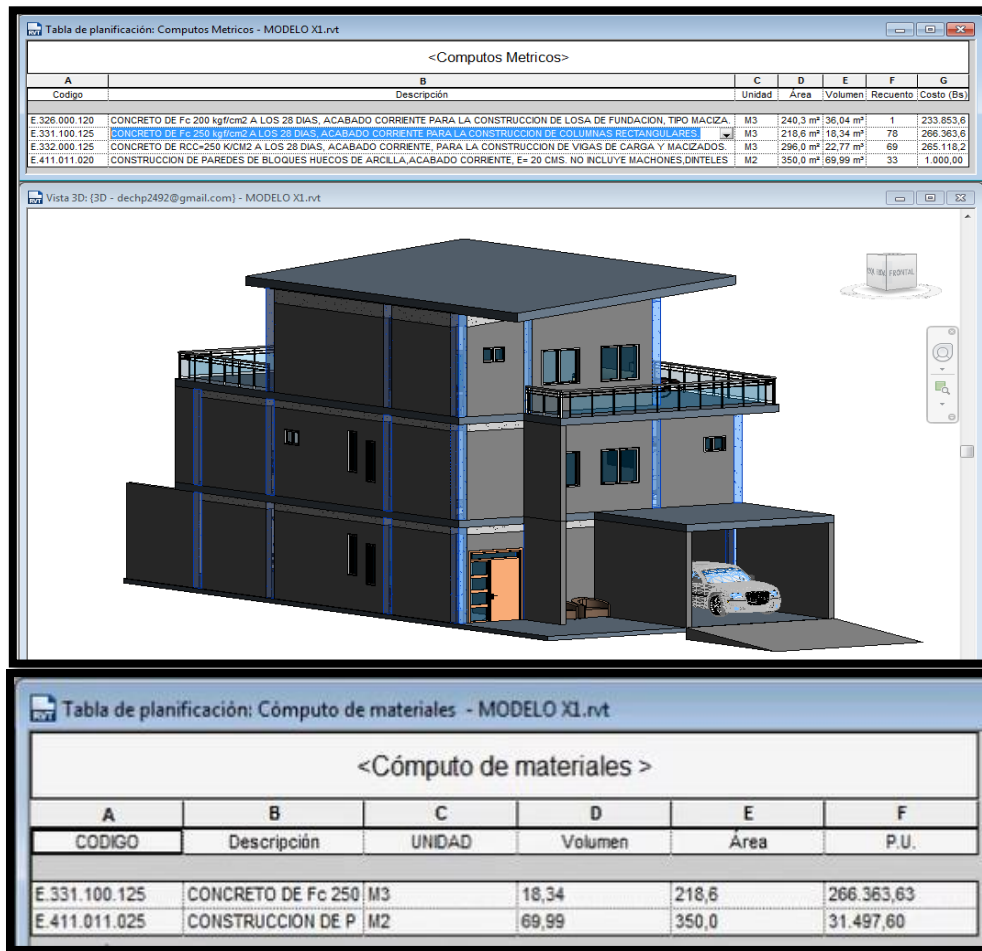 Tabla de planificación: Computos Metricos - MODELO X1.rvt
<Computos Metricos>
A B C D E F G
Codigo Descripción Unidad Área Volumen Recuento Costo (Bs)
E.326.000.120 CONCRETO DE Fc 200 kgf/cm2 A LOS 28 DIAS, ACABADO CORRIENTE PARA LA CONSTRUCCION DE LOSA DE FUNDACION, TIPO MACIZA. M3 240,3 m² 36,04 m³ 1 233.853,6
E.331.100.125 CONCRETO DE Fc 250 kgf/cm2 A LOS 28 DIAS, ACABADO CORRIENTE PARA LA CONSTRUCCION DE COLUMNAS RECTANGULARES. M3 218,6 m² 18,34 m³ 78 266.363,6
E.332.000.125 CONCRETO DE RCC=250 K/CM2 A LOS 28 DIAS, ACABADO CORRIENTE, PARA LA CONSTRUCCION DE VIGAS DE CARGA Y MACIZADOS. M3 296,0 m² 22,77 m³ 69 265.118,2
E.411.011.020 CONSTRUCCION DE PAREDES DE BLOQUES HUECOS DE ARCILLA,ACABADO CORRIENTE, E= 20 CMS. NO INCLUYE MACHONES,DINTELES M2 350,0 m² 69,99 m³ 33 1.000,00
Vista 3D: {3D - dechp2492@gmail.com} - MODELO X1.rvt
FRONTAL
Tabla de planificación: Cómputo de materiales - MODELO X1.rvt
<Cómputo de materiales >
A B C D E F
CODIGO Descripción UNIDAD Volumen Área P.U.
E.331.100.125 CONCRETO DE Fc 250 M3 18,34 218,6 266.363,63
E.411.011.025 CONSTRUCCION DE P M2 69,99 350,0 31.497,60